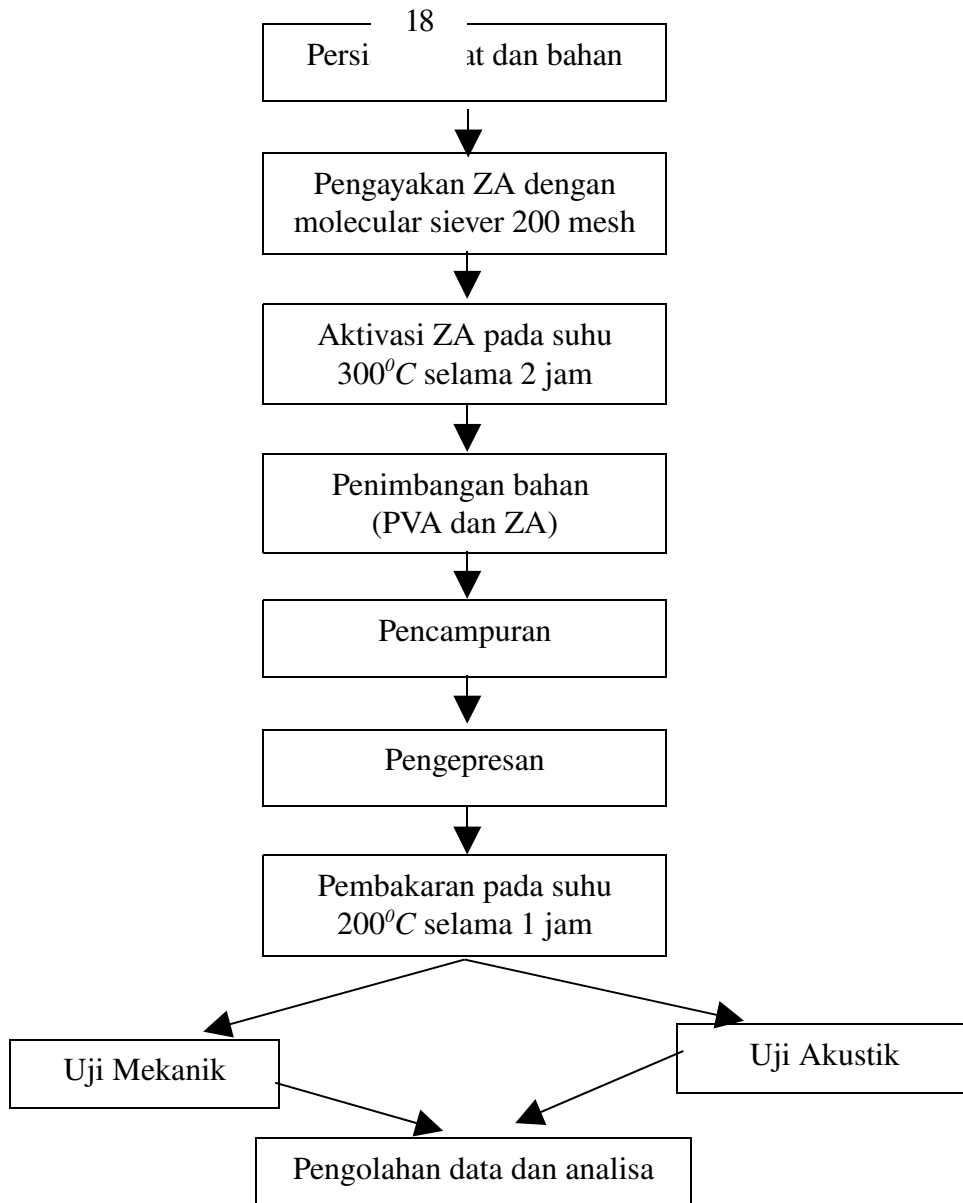 18
Persi at dan bahan
Pengayakan ZA dengan
molecular siever 200 mesh
Aktivasi ZA pada suhu
300⁰C selama 2 jam
Penimbangan bahan
(PVA dan ZA)
Pencampuran
Pengepresan
Pembakaran pada suhu
200⁰C selama 1 jam
Uji Mekanik
Uji Akustik
Pengolahan data dan analisa